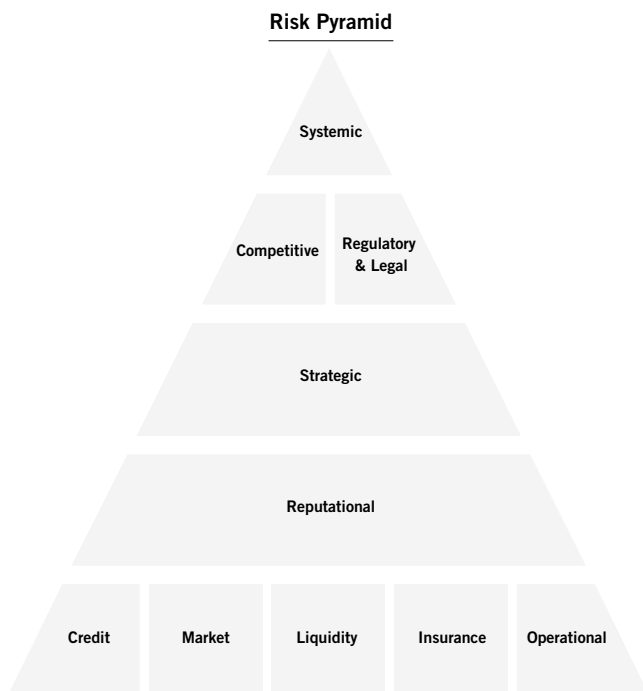 Risk Pyramid
Systemic
Competitive
Regulatory
& Legal
Strategic
Reputational
Credit
Market
Liquidity
Insurance
Operational